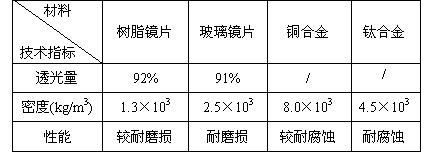 材料
技术指标
树脂镜片 玻璃镜片 铜合金 钛合金
透光量 92% 91% / /
密度(kg/m³) 1.3×10³ 2.5×10³ 8.0×10³ 4.5×10³
性能 较耐磨损 耐磨损 较耐腐蚀 耐腐蚀